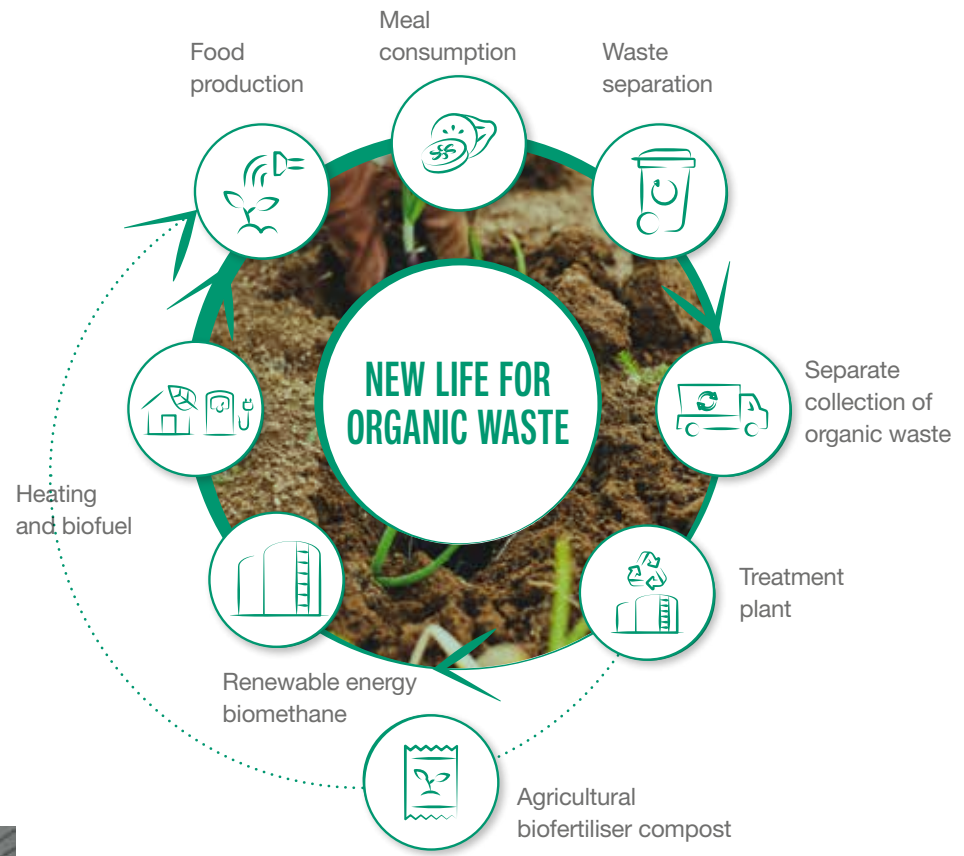 Meal
consumption
Food
production
Waste
separation
NEW LIFE FOR
ORGANIC WASTE
Separate
collection of
organic waste
Heating
and biofuel
Treatment
plant
Renewable energy
biomethane
Agricultural
biofertiliser compost